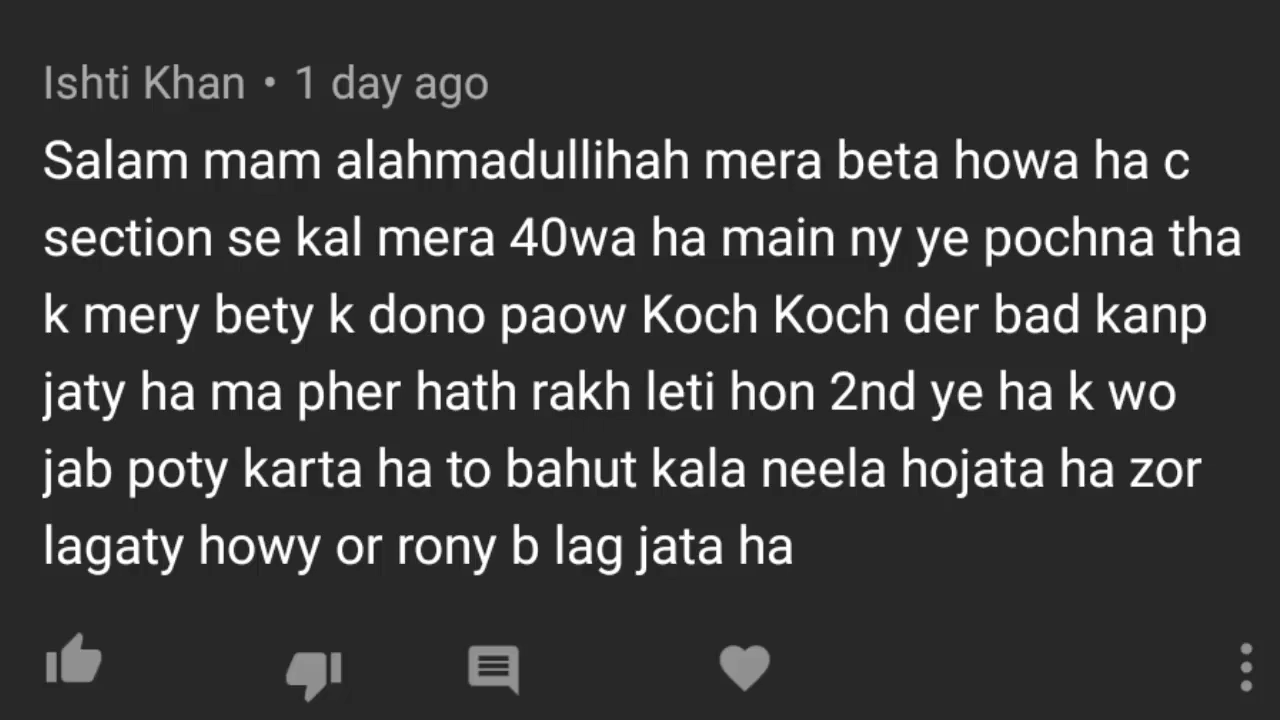 Ishti Khan • 1 day ago
Salam mam alahmadullihah mera beta howa ha c
section se kal mera 40wa ha main ny ye pochna tha
k mery bety k dono paow Koch Koch der bad kanp
jaty ha ma pher hath rakh leti hon 2nd ye ha k wo
jab poty karta ha to bahut kala neela hojata ha zor
lagaty howy or rony b lag jata ha